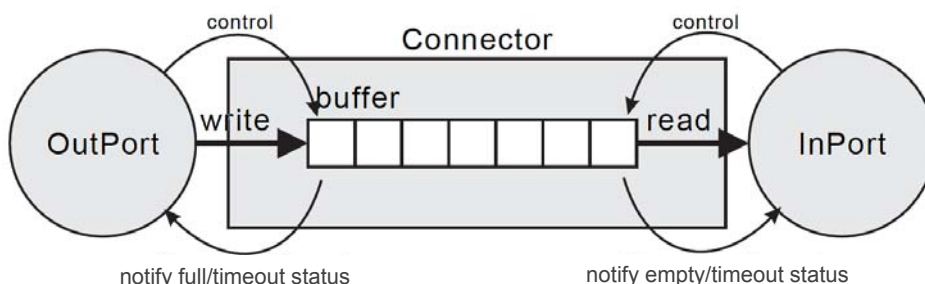 control
control
Connector
buffer
write
read
OutPort
InPort
notify full/timeout status
notify empty/timeout status